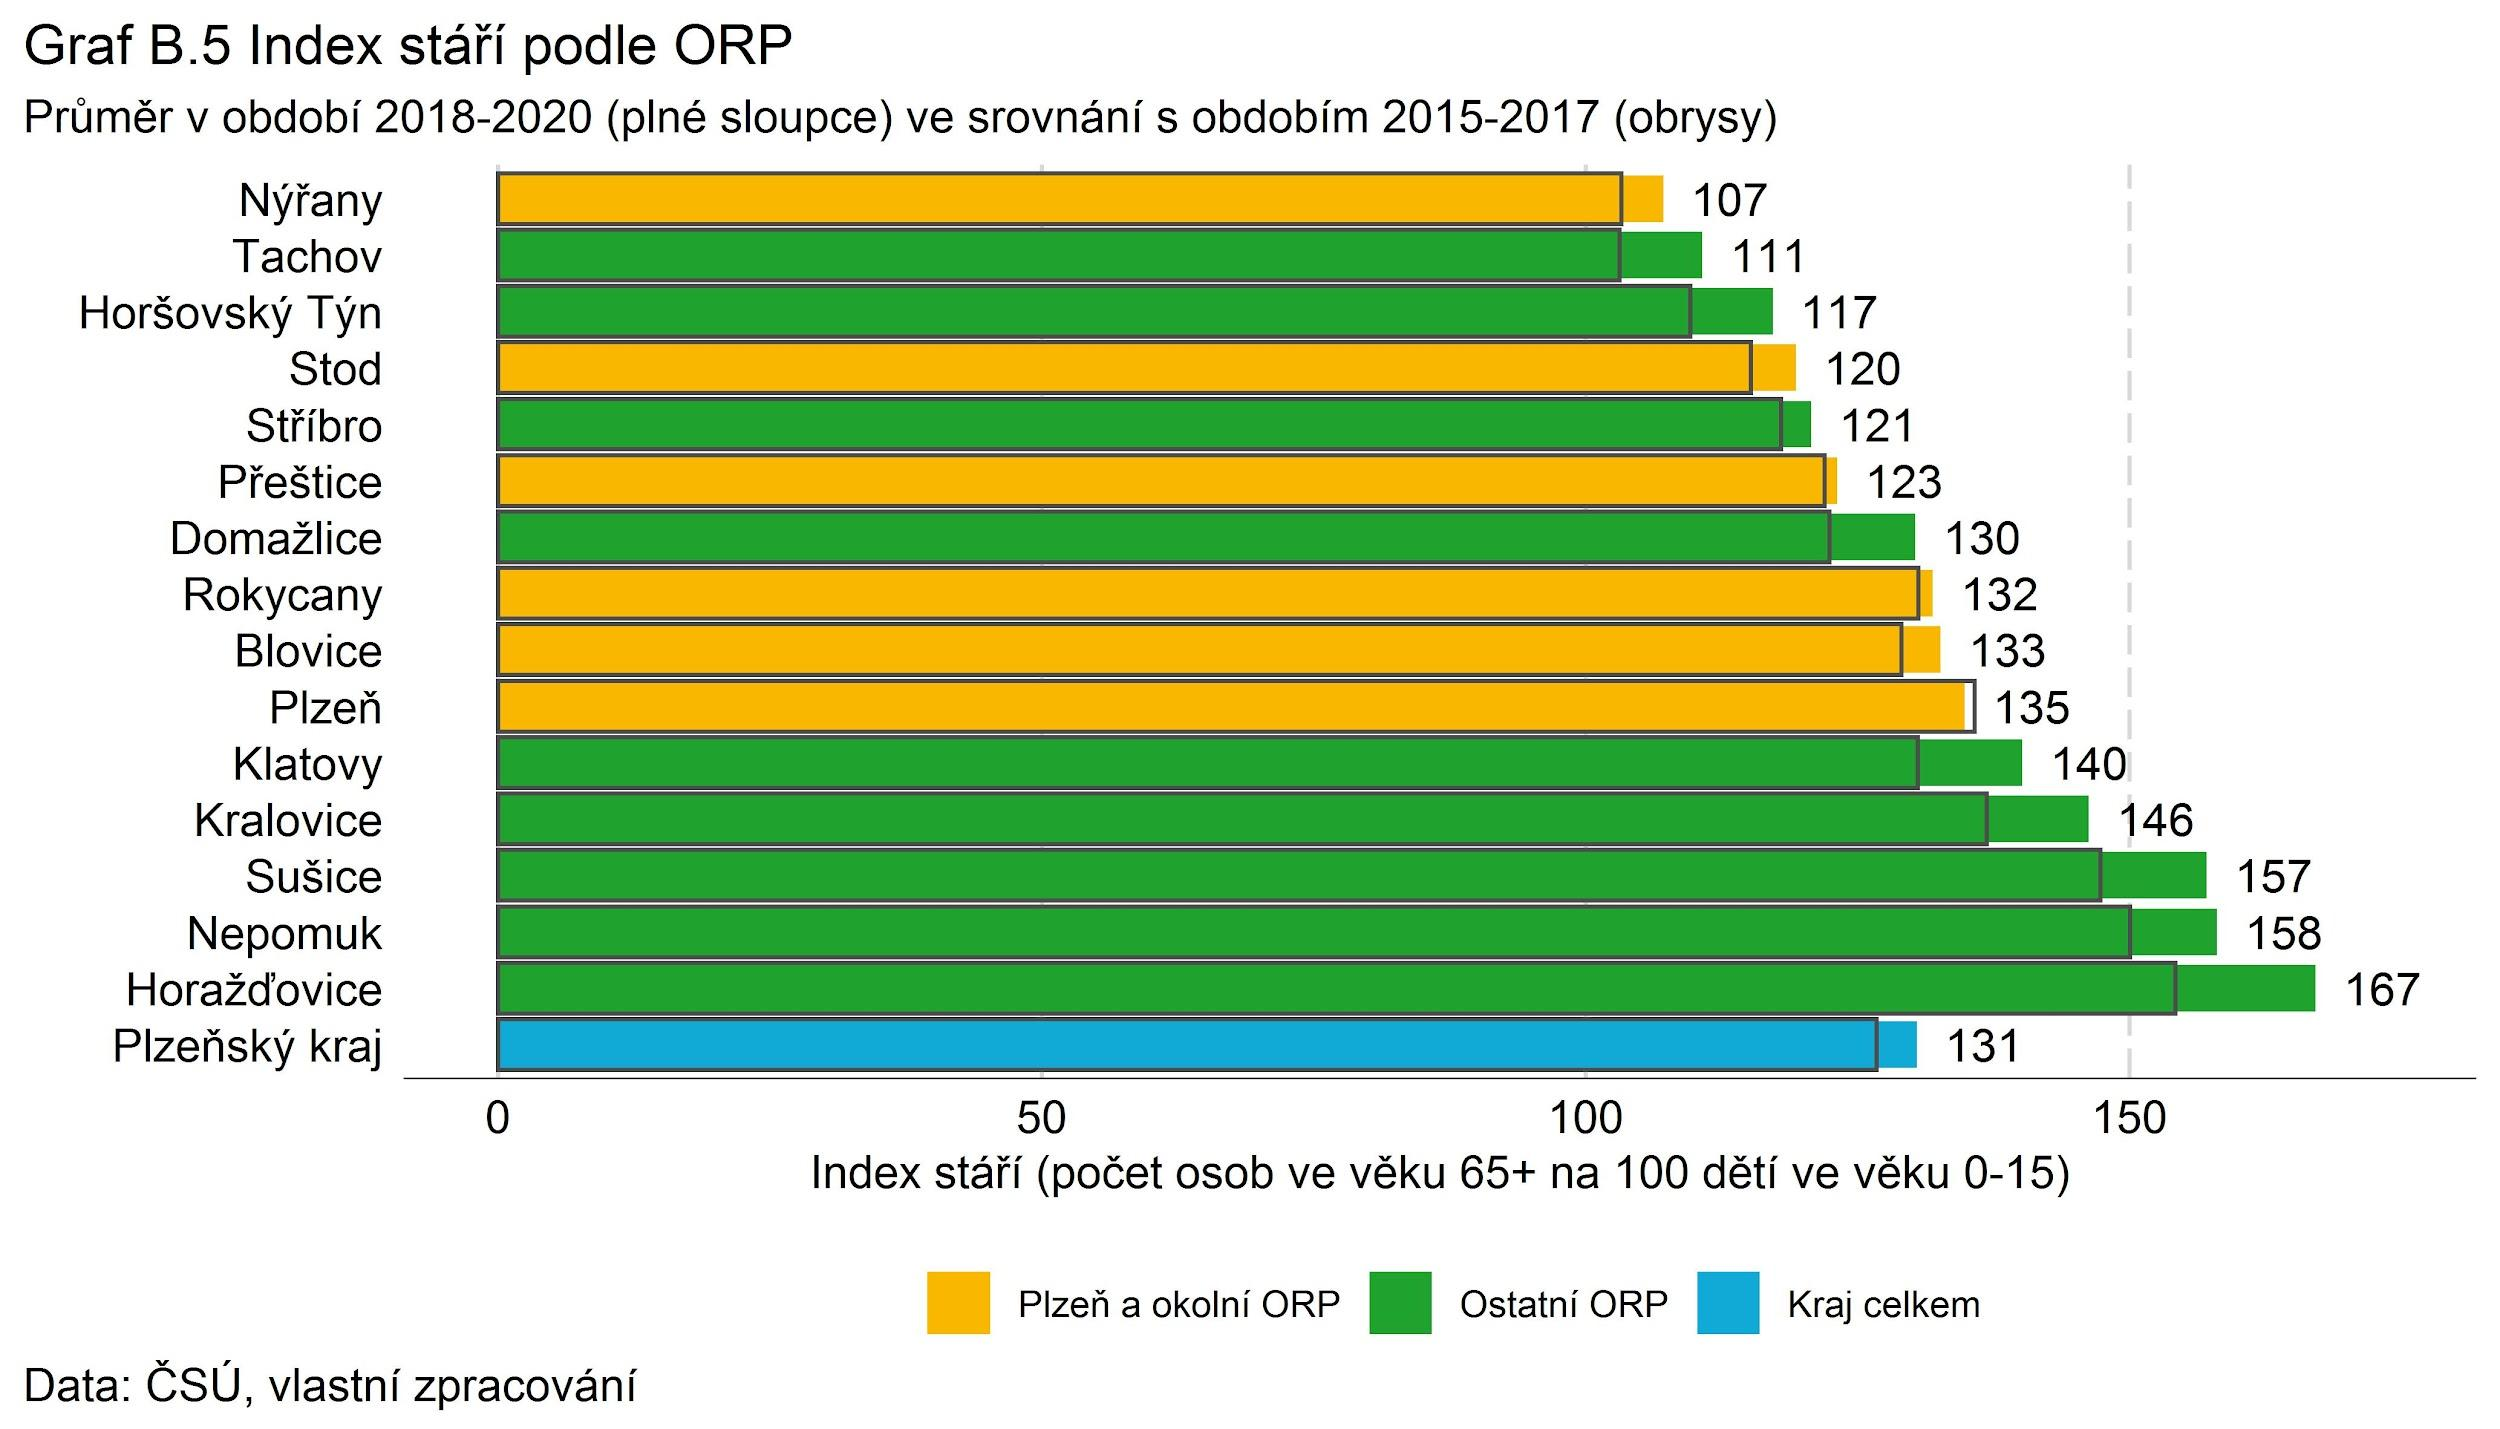 Graf B.5 Index stáří podle ORP
Průměr v období 2018-2020 (plné sloupce) ve srovnání s obdobím 2015-2017 (obrysy)
Nýřany 107
Tachov 111
Horšovský Týn 117
Stod 120
Stříbro 121
Přeštice 123
Domažlice 130
Rokycany 132
Blovice 133
Plzeň 135
Klatovy 140
Kralovice 146
Sušice 157
Nepomuk 158
Horažďovice 167
Plzeňský kraj 131
0 50 100 150
Index stáří (počet osob ve věku 65+ na 100 dětí ve věku 0-15)
Plzeň a okolní ORP Ostatní ORP Kraj celkem
Data: ČSÚ, vlastní zpracování